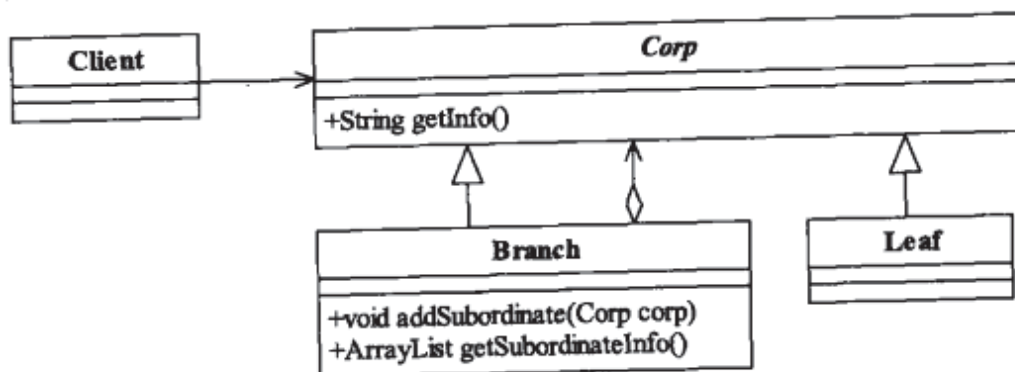 Client
Corp
+String getInfo()
Branch
Leaf
+void addSubordinate(Corp corp)
+ArrayList getSubordinateInfo()